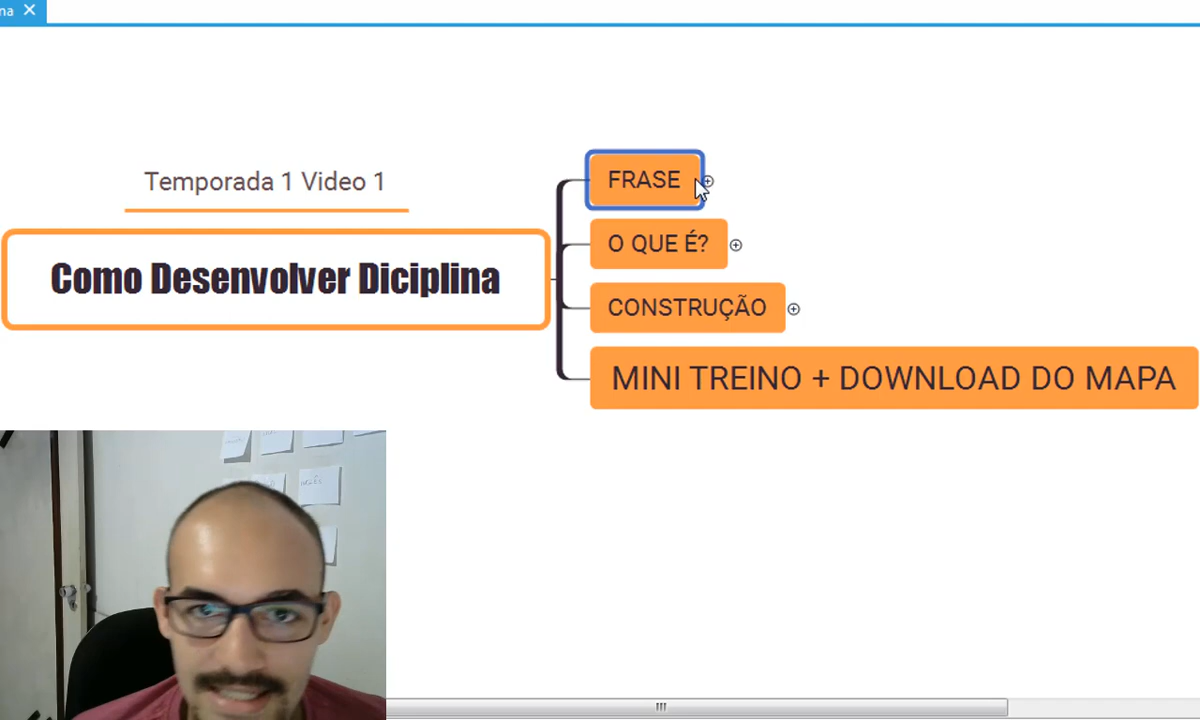 na
Temporada 1 Video 1
Como Desenvolver Diciplina
FRASE
O QUE É?
CONSTRUÇÃO
MINI TREINO + DOWNLOAD DO MAPA